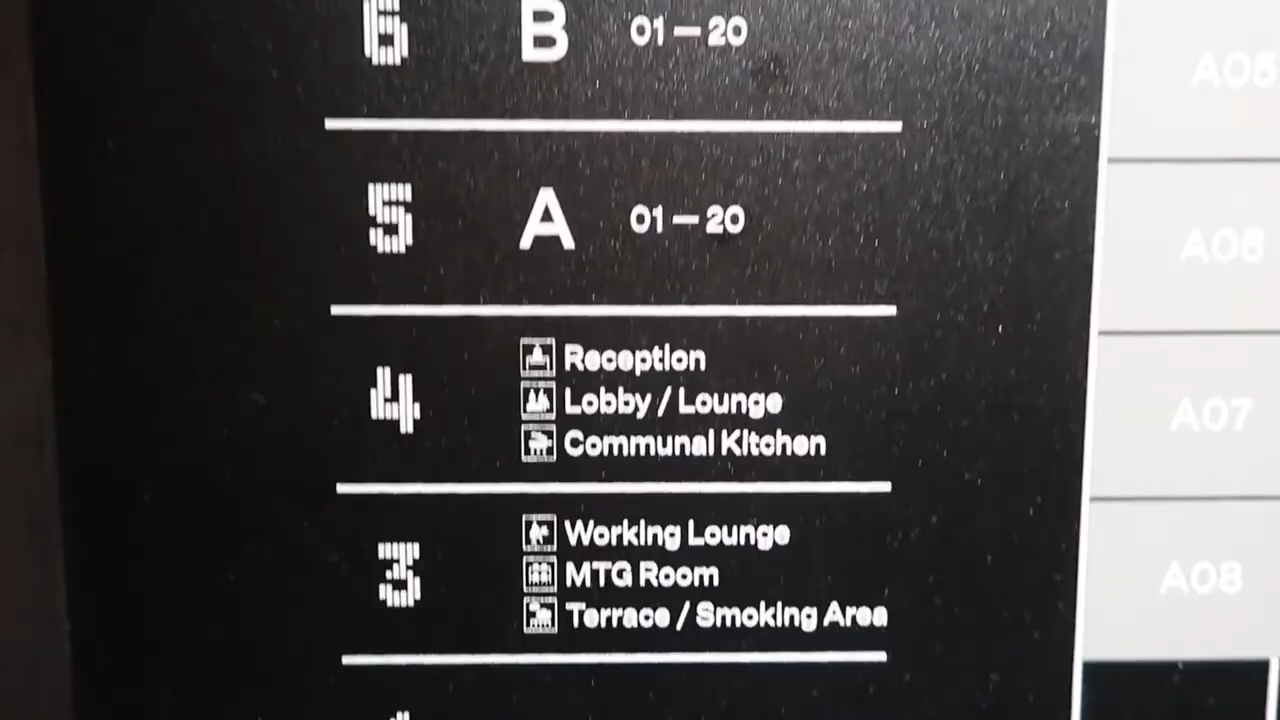 6 B 01 — 20
5 A 01 — 20
4
Reception
Lobby / Lounge
Communal Kitchen
3
Working Lounge
MTG Room
Terrace / Smoking Area
A05
A06
A07
A08